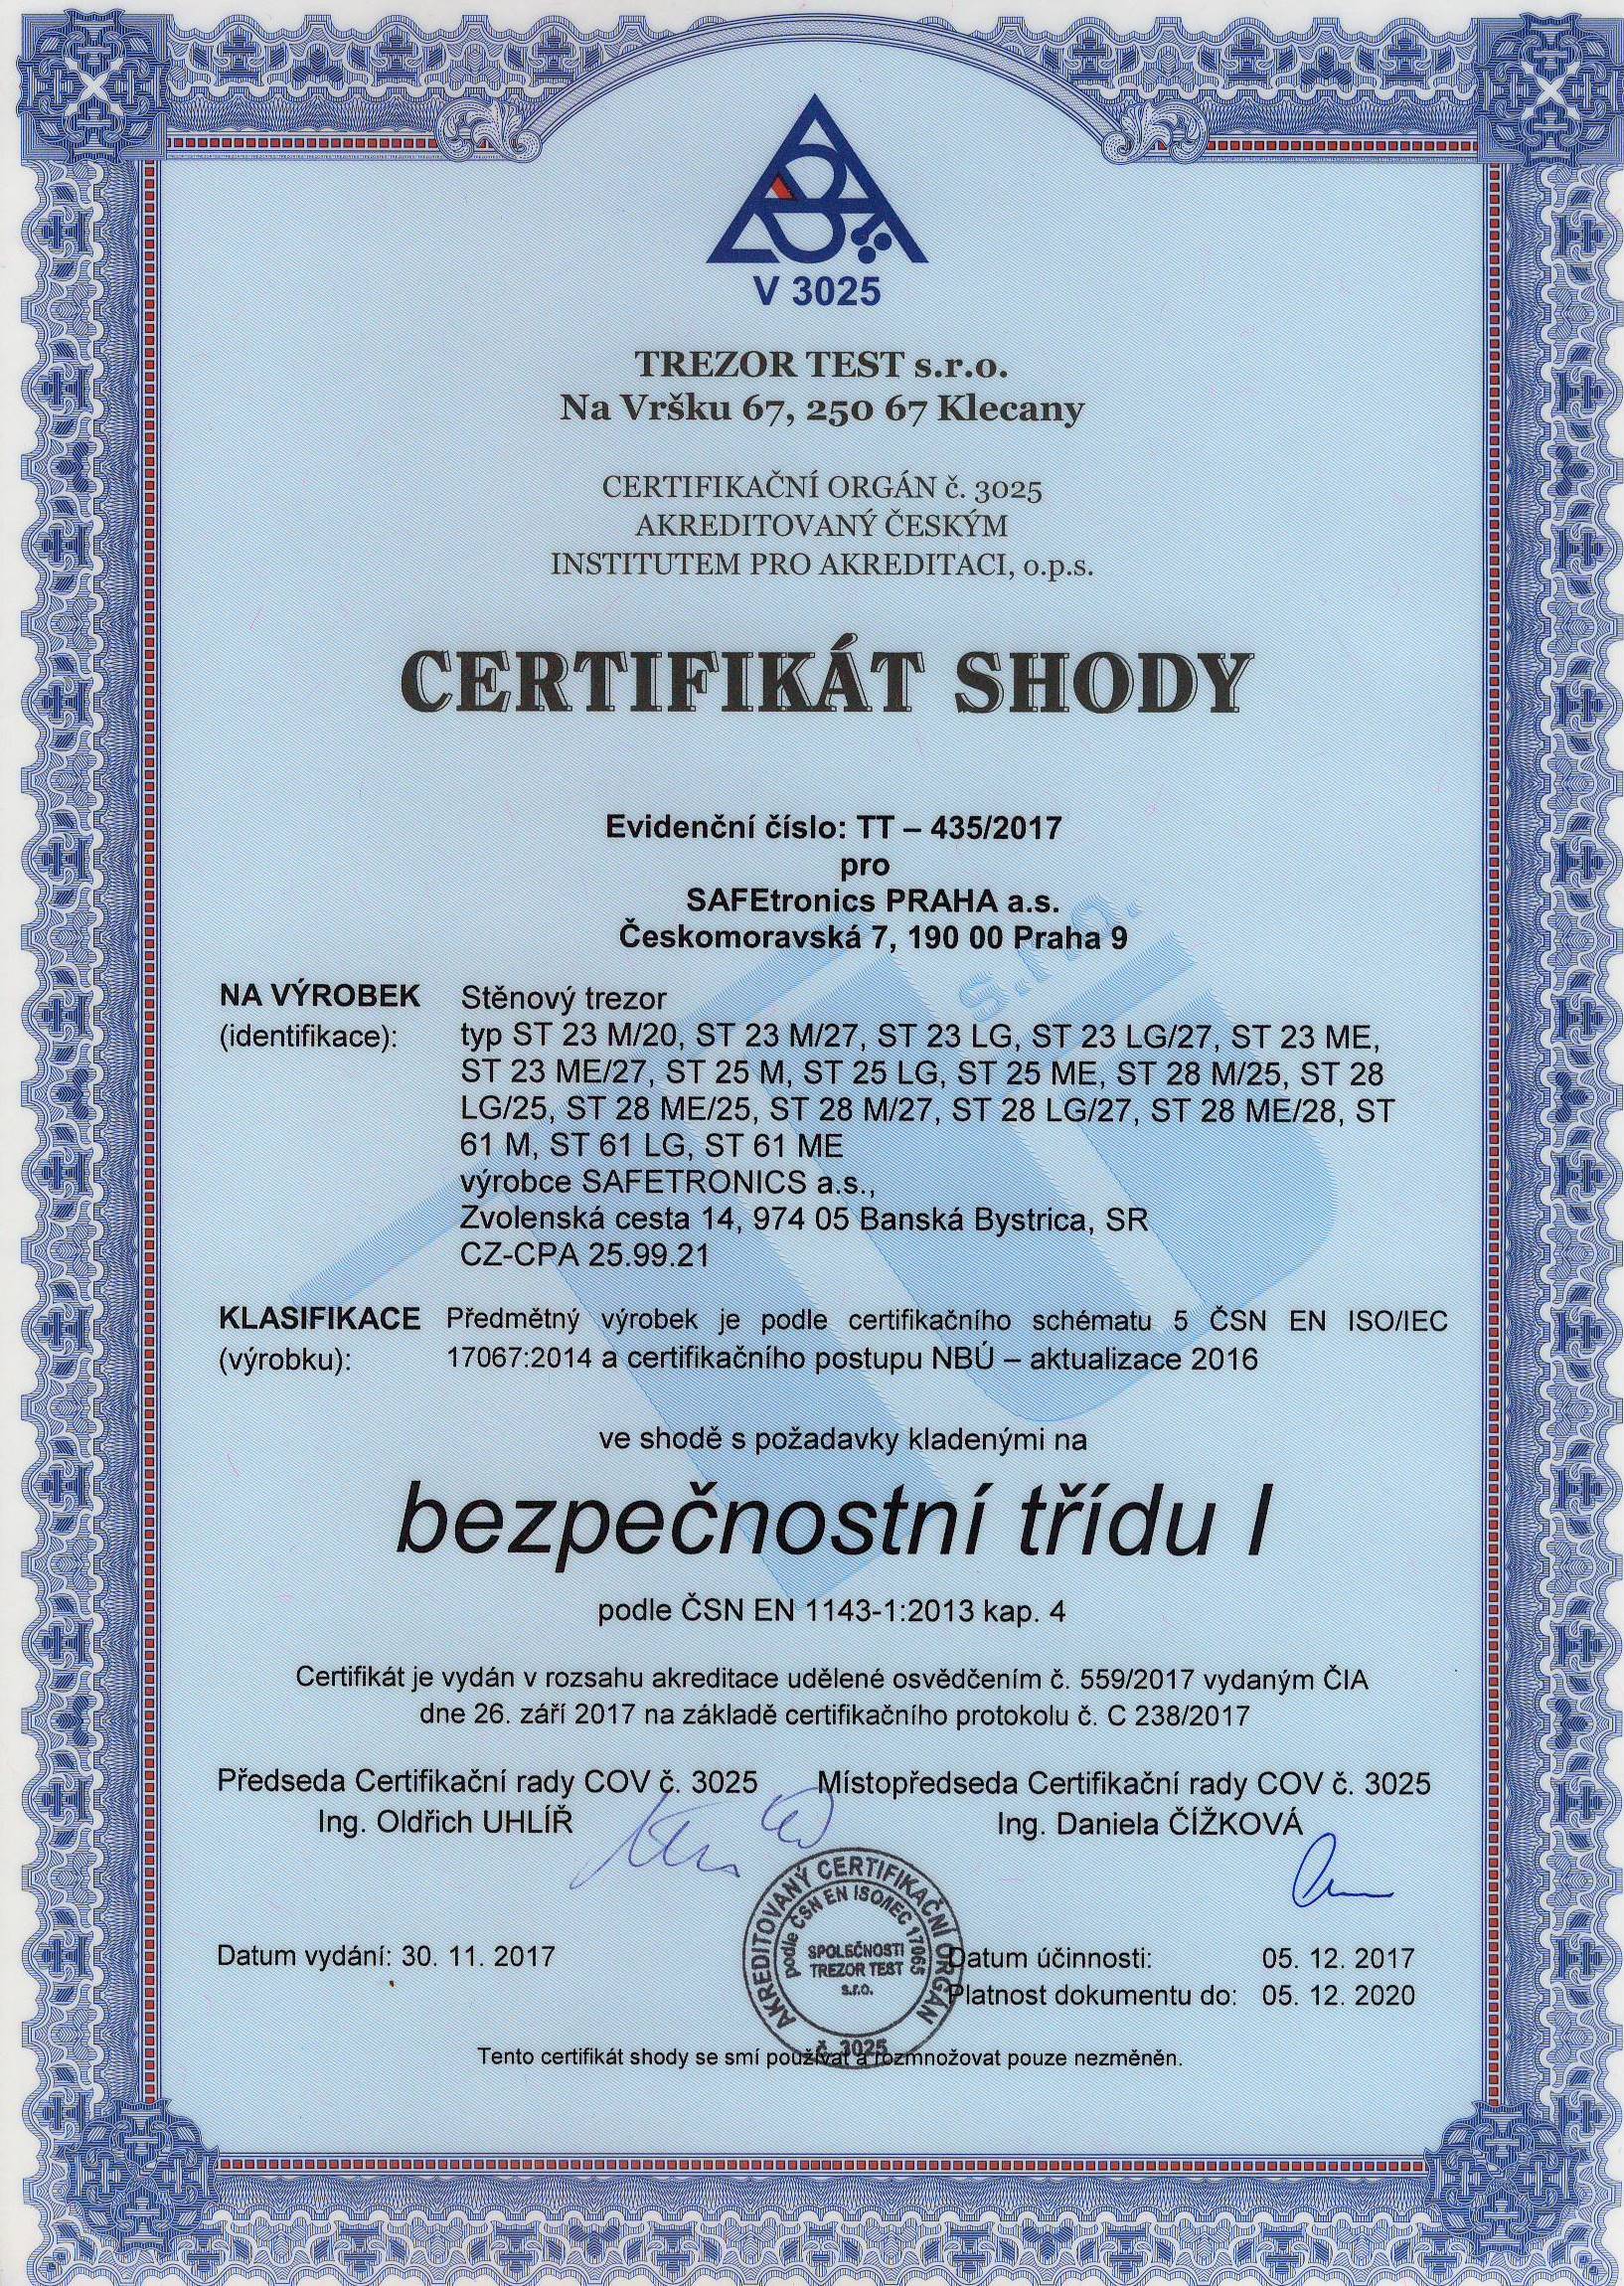 V 3025
TREZOR TEST s.r.o.
Na Vršku 67, 250 67 Klecany
CERTIFIKAČNÍ ORGÁN č. 3025
AKREDITOVANÝ ČESKÝM
INSTITUTEM PRO AKREDITACI, o.p.s.
CERTIFIKÁT SHODY
Evidenční číslo: TT – 435/2017
pro
SAFEtronics PRAHA a.s.
Českomoravská 7, 190 00 Praha 9
s.r.o.
NA VÝROBEK Stěnový trezor
(identifikace): typ ST 23 M/20, ST 23 M/27, ST 23 LG, ST 23 LG/27, ST 23 ME,
ST 23 ME/27, ST 25 M, ST 25 LG, ST 25 ME, ST 28 M/25, ST 28
LG/25, ST 28 ME/25, ST 28 M/27, ST 28 LG/27, ST 28 ME/28, ST
61 M, ST 61 LG, ST 61 ME
výrobce SAFETRONICS a.s.,
Zvolenská cesta 14, 974 05 Banská Bystrica, SR
CZ-CPA 25.99.21
KLASIFIKACE Předmětný výrobek je podle certifikačního schématu 5 ČSN EN ISO/IEC
(výrobku): 17067:2014 a certifikačního postupu NBÚ – aktualizace 2016
ve shodě s požadavky kladenými na
bezpečnostní třídu I
podle ČSN EN 1143-1:2013 kap. 4
Certifikát je vydán v rozsahu akreditace udělené osvědčením č. 559/2017 vydaným ČIA
dne 26. září 2017 na základě certifikačního protokolu č. C 238/2017
Předseda Certifikační rady COV č. 3025 Místopředseda Certifikační rady COV č. 3025
Ing. Oldřich UHLÍŘ Ing. Daniela ČÍŽKOVÁ
AKREDITOVANÝ CERTIFIKAČNÍ ORGÁN
podle ČSN EN ISO/IEC 17065
SPOLEČNOSTI
TREZOR TEST
s.r.o.
č. 3025
Datum vydání: 30. 11. 2017 Datum účinnosti: 05. 12. 2017
Platnost dokumentu do: 05. 12. 2020
Tento certifikát shody se smí používat a rozmnožovat pouze nezměněn.